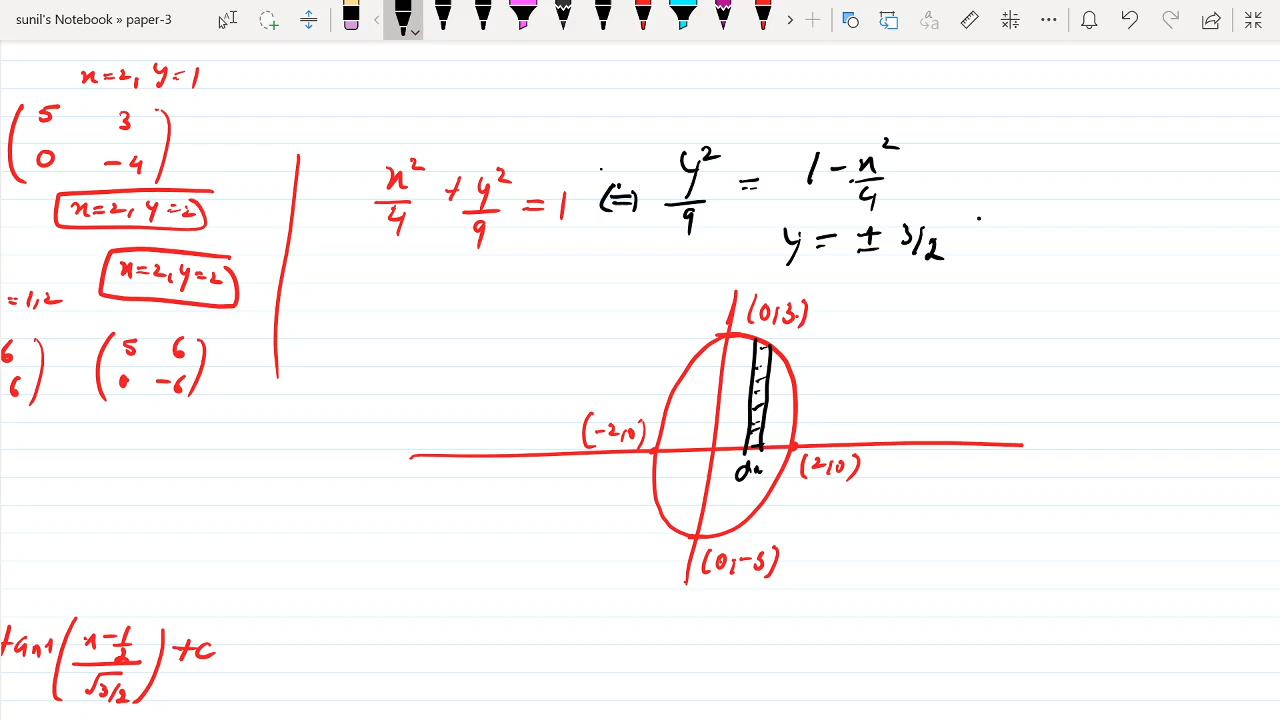 sunil's Notebook » paper-3
x=2, y=1
( 5 3
0 -4 )
x=2, y=2
x=2, y=2
= 1,2
6
6 )
( 5 6
0 -6 )
x²/4 + y²/9 = 1 (=) y²/9 = 1 - x²/4
y = ± 3/2
(0,3)
(-2,0)
dx
(2,0)
(0,-3)
( (x - 1/2) / (√3/2) ) + c